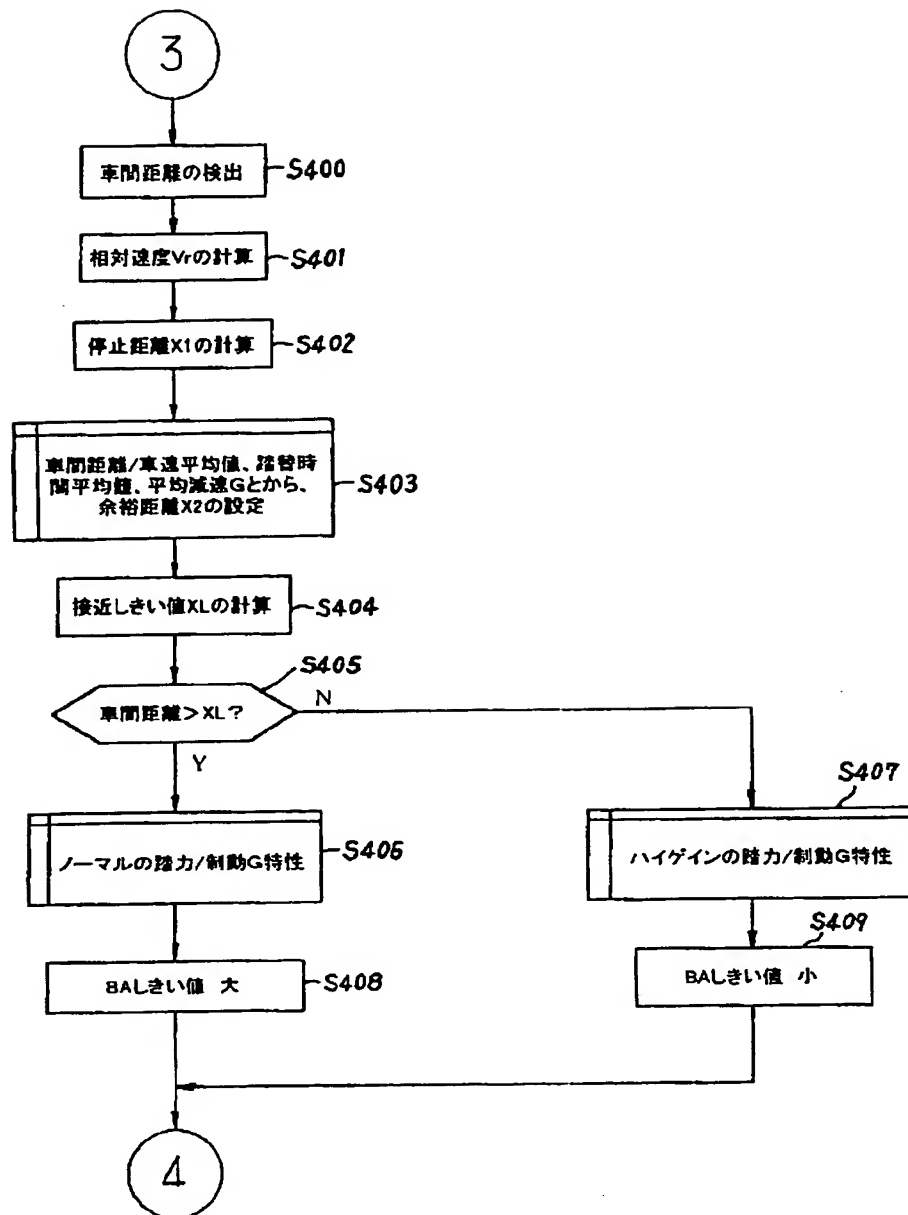 3
車間距離の検出
S400
相対速度Vrの計算
S401
停止距離X1の計算
S402
車間距離/車速平均値、踏替時
間平均値、平均減速Gとから、
余裕距離X2の設定
S403
接近しきい値XLの計算
S404
S405
車間距離>XL?
N
Y
ノーマルの踏力/制動G特性
S406
S407
ハイゲインの踏力/制動G特性
BAしきい値 大
S408
S409
BAしきい値 小
4